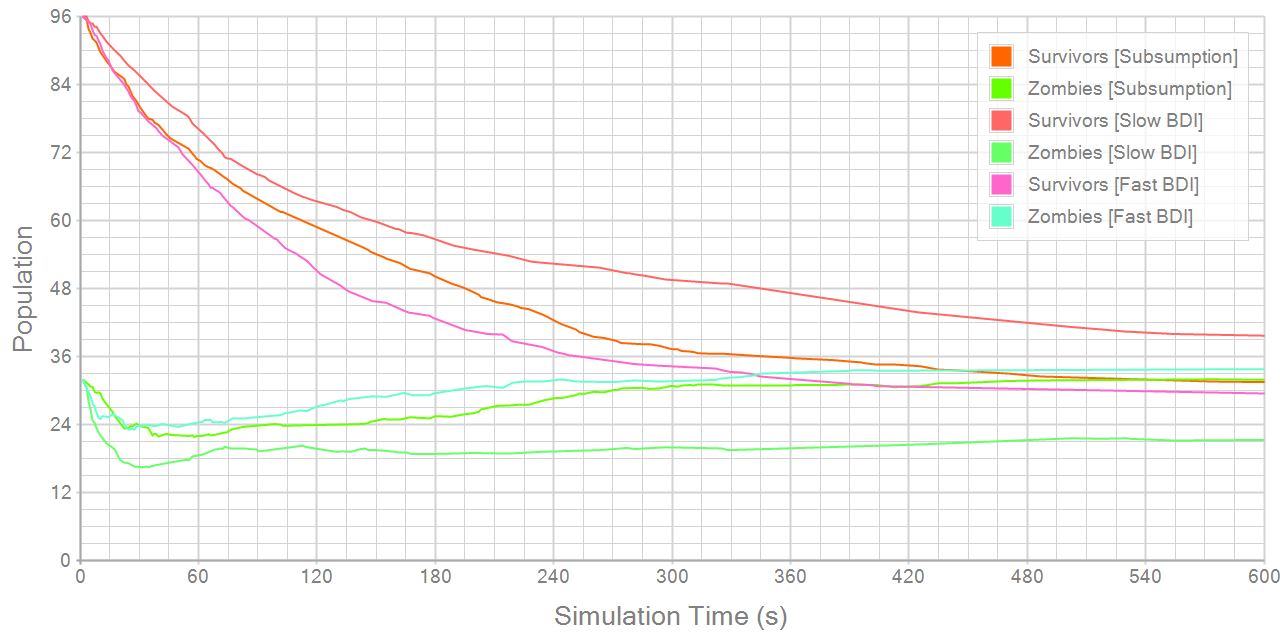 96
84
72
60
48
36
24
12
0
Population
0 60 120 180 240 300 360 420 480 540 600
Simulation Time (s)
Survivors [Subsumption]
Zombies [Subsumption]
Survivors [Slow BDI]
Zombies [Slow BDI]
Survivors [Fast BDI]
Zombies [Fast BDI]